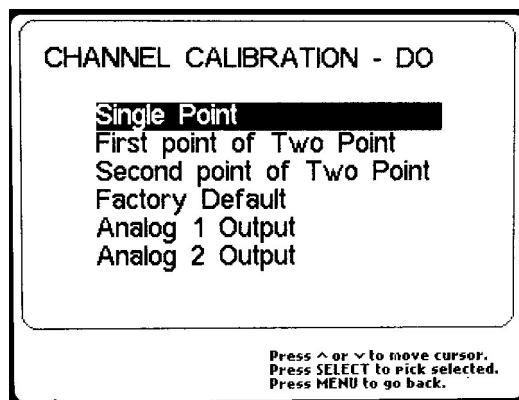 CHANNEL CALIBRATION - DO
Single Point
First point of Two Point
Second point of Two Point
Factory Default
Analog 1 Output
Analog 2 Output
Press ^ or v to move cursor.
Press SELECT to pick selected.
Press MENU to go back.